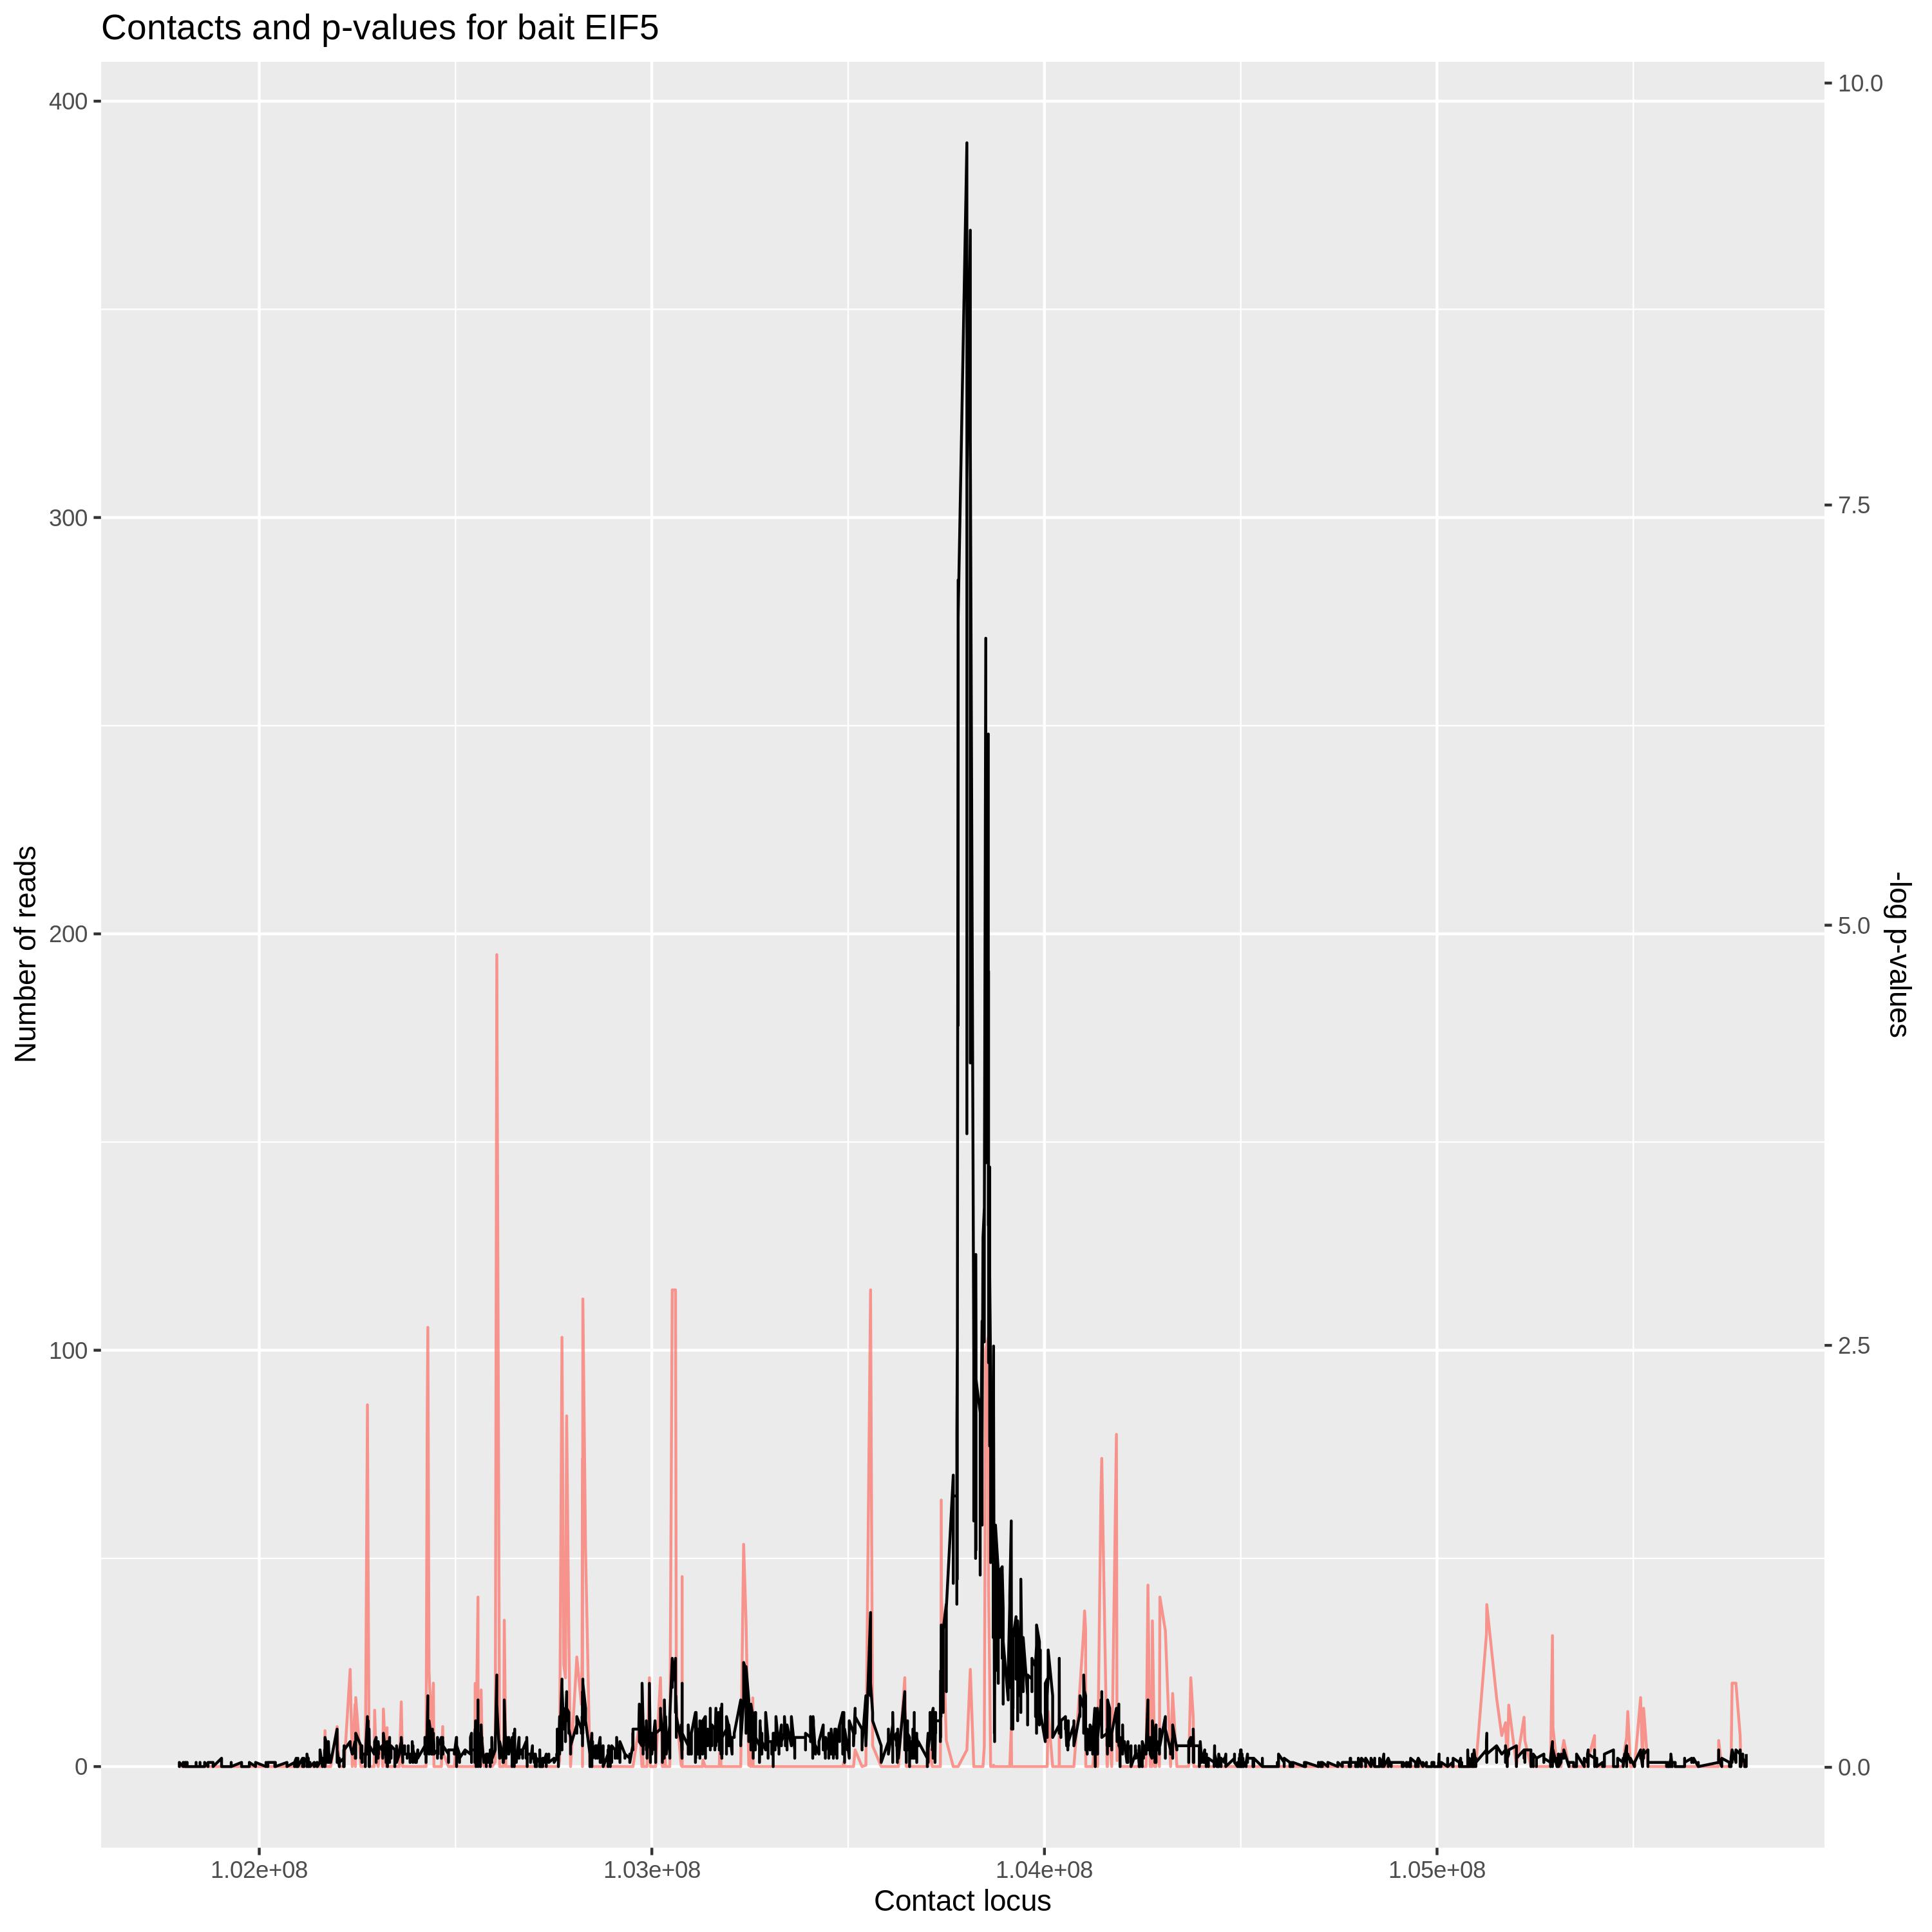 Contacts and p-values for bait EIF5
400
300
200
100
0
10.0
7.5
5.0
2.5
0.0
Number of reads
-log p-values
1.02e+08 1.03e+08 1.04e+08 1.05e+08
Contact locus